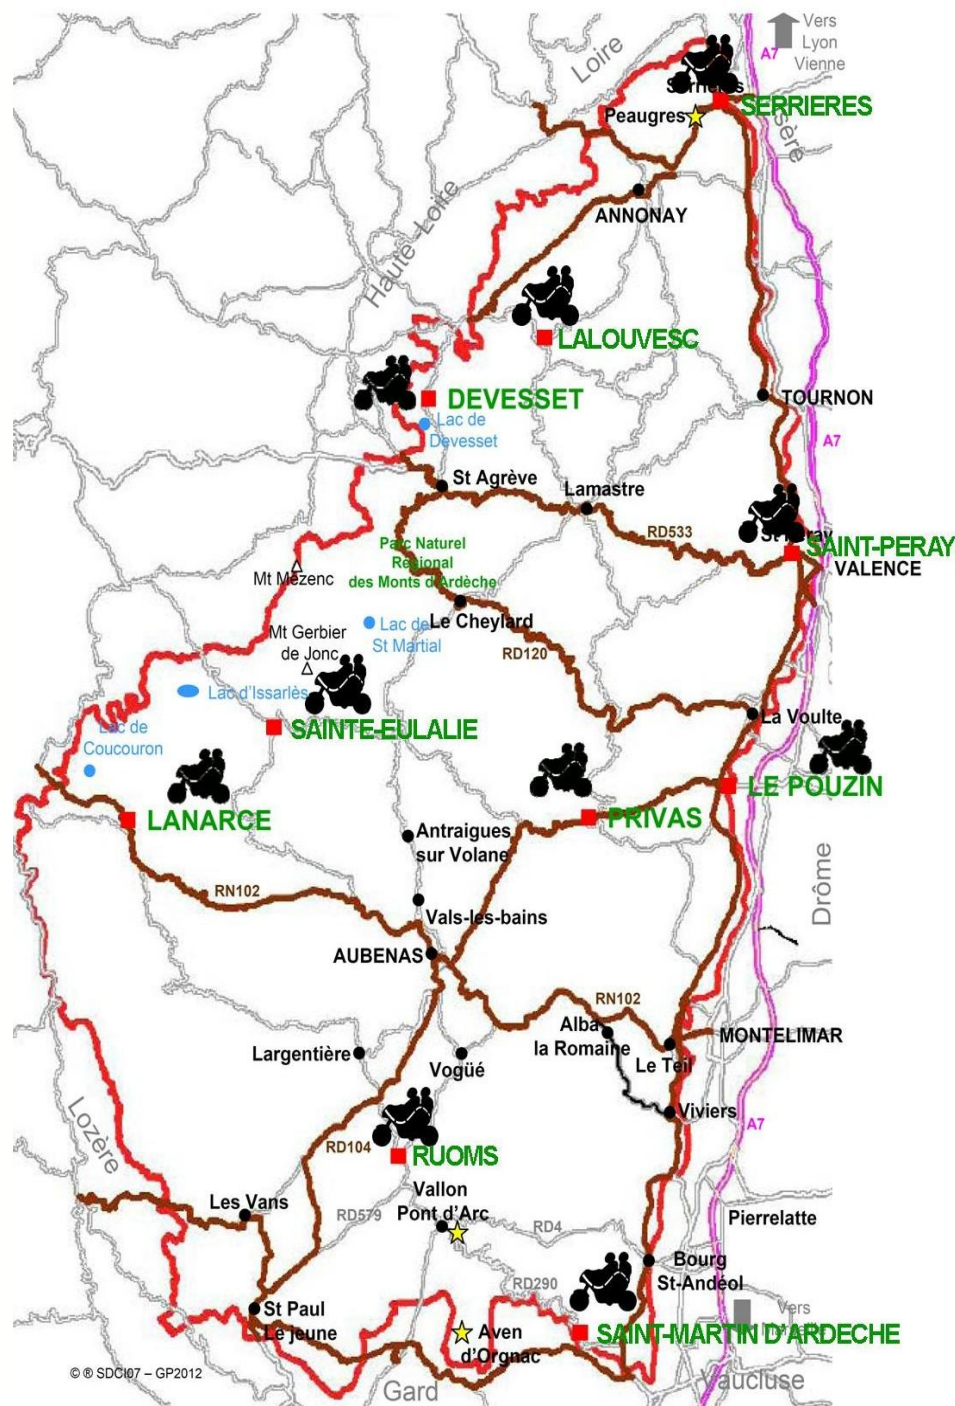 Vers
Lyon
Vienne
A7
Loire
Serrières
SERRIERES
Peaugres
Isère
ANNONAY
Haute-Loire
LALOUVESC
DEVESSET
TOURNON
Lac de
Devesset
A7
St Agrève
Lamastre
RD533
St Péray
SAINT-PERAY
VALENCE
Parc Naturel
Régional
des Monts d'Ardèche
Mt Mézenc
Le Cheylard
Lac de
St Martial
Mt Gerbier
de Jonc
RD120
Lac d'Issarlès
La Voulte
SAINTE-EULALIE
Lac de
Coucouron
LE POUZIN
LANARCE
PRIVAS
Antraigues
sur Volane
Drôme
RN102
Vals-les-bains
AUBENAS
RN102
Alba
la Romaine
MONTELIMAR
Largentière
Vogüé
Le Teil
Viviers
A7
Lozère
RD104
RUOMS
Vallon
Pont d'Arc
Les Vans
RD579
RD4
Pierrelatte
Bourg
St-Andéol
RD290
St Paul
Le jeune
Vers
Aven
d'Orgnac
SAINT-MARTIN D'ARDECHE
© ® SDCI07 – GP2012
Gard
Vaucluse